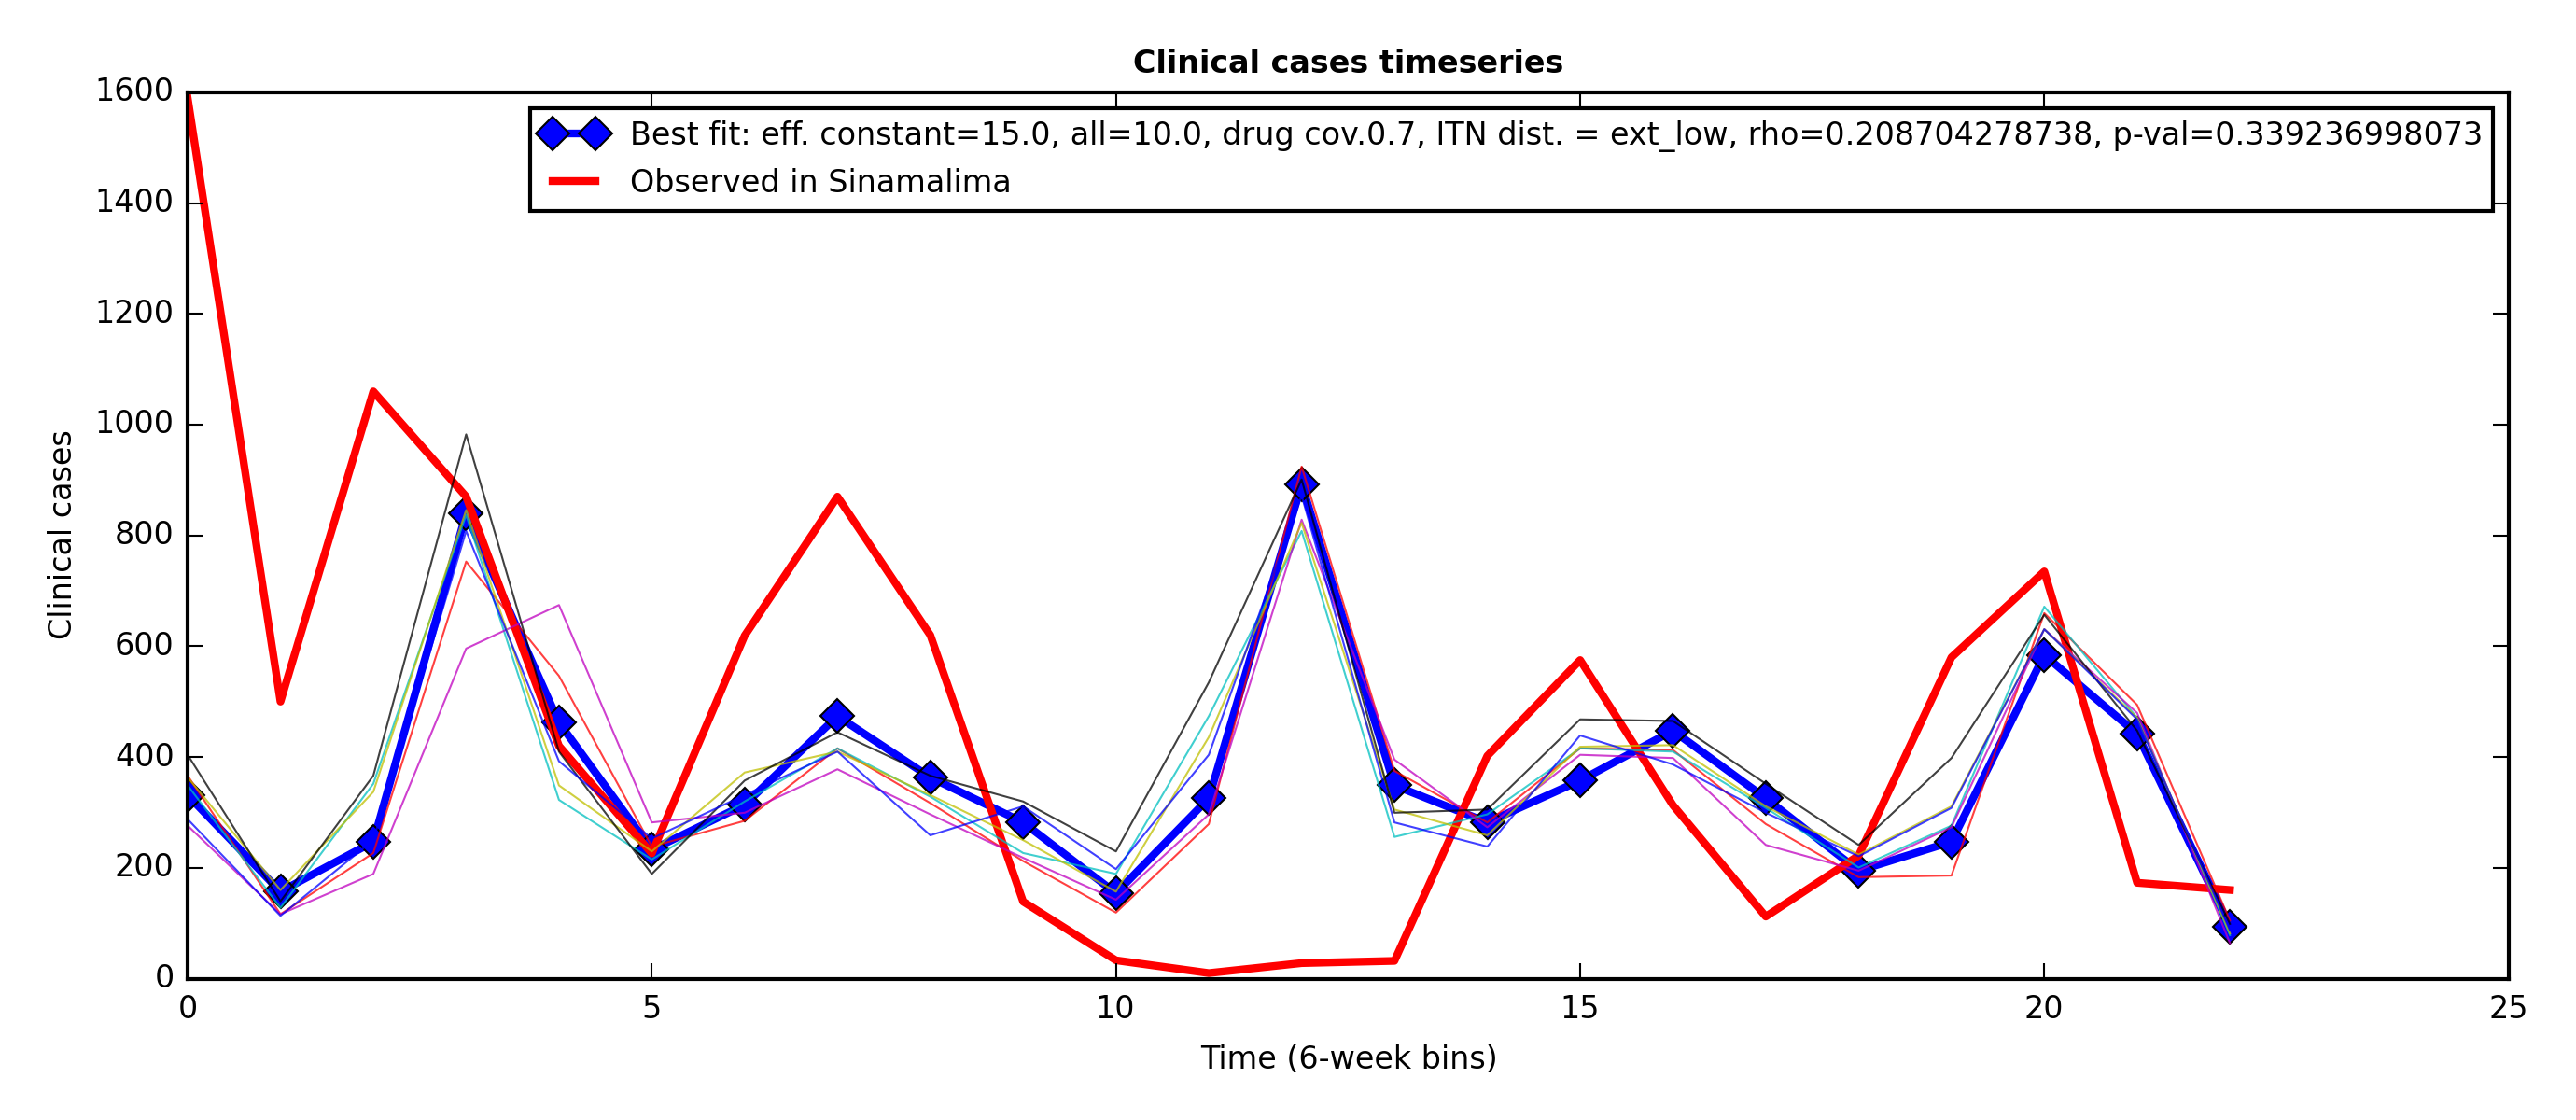 Clinical cases timeseries
1600
1400
1200
1000
800
600
400
200
0
Clinical cases
Best fit: eff. constant=15.0, all=10.0, drug cov.0.7, ITN dist. = ext_low, rho=0.208704278738, p-val=0.339236998073
Observed in Sinamalima
0 5 10 15 20 25
Time (6-week bins)